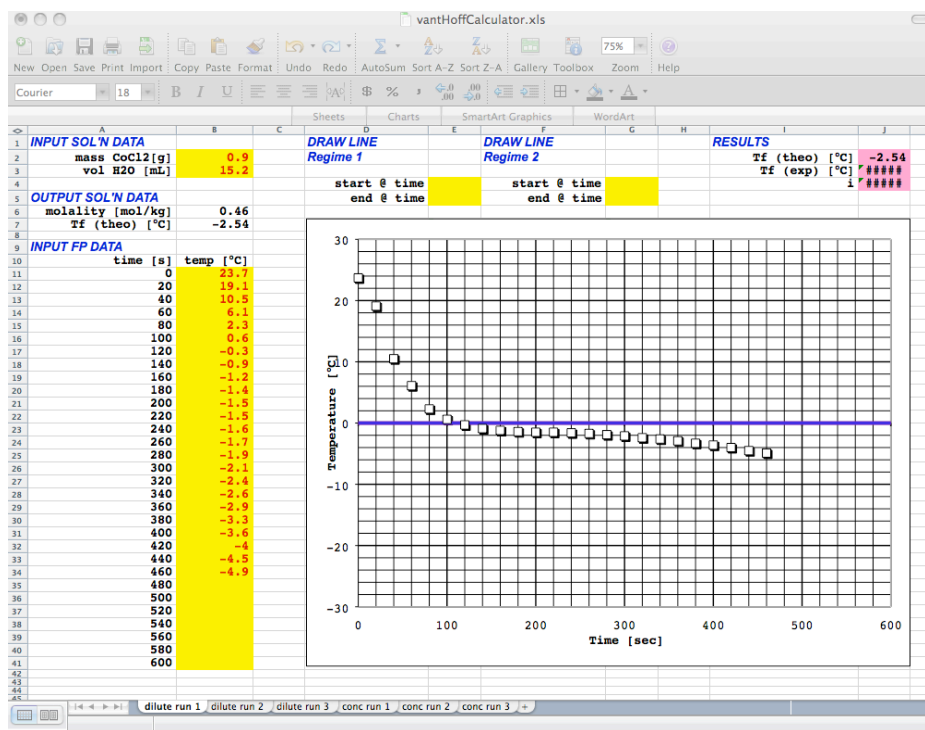 vantHoffCalculator.xls
75%
New Open Save Print Import Copy Paste Format Undo Redo AutoSum Sort A-Z Sort Z-A Gallery Toolbox Zoom Help
Courier 18 B I U ABC $ % , .0 .00 .00 .0 A
Sheets Charts SmartArt Graphics WordArt
A B C D E F G H I J
1 INPUT SOL'N DATA DRAW LINE DRAW LINE RESULTS
2 mass CoCl2[g] 0.9 Regime 1 Regime 2 Tf (theo) [°C] -2.54
3 vol H2O [mL] 15.2 Tf (exp) [°C] #####
4 start @ time start @ time i #####
5 OUTPUT SOL'N DATA end @ time end @ time
6 molality [mol/kg] 0.46
7 Tf (theo) [°C] -2.54
8
9 INPUT FP DATA
10 time [s] temp [°C]
11 0 23.7
12 20 19.1
13 40 10.5
14 60 6.1
15 80 2.3
16 100 0.6
17 120 -0.3
18 140 -0.9
19 160 -1.2
20 180 -1.4
21 200 -1.5
22 220 -1.5
23 240 -1.6
24 260 -1.7
25 280 -1.9
26 300 -2.1
27 320 -2.4
28 340 -2.6
29 360 -2.9
30 380 -3.3
31 400 -3.6
32 420 -4
33 440 -4.5
34 460 -4.9
35 480
36 500
37 520
38 540
39 560
40 580
41 600
42
43
44
45
30
20
10
0
-10
-20
-30
Temperature [°C]
0 100 200 300 400 500 600
Time [sec]
dilute run 1 dilute run 2 dilute run 3 conc run 1 conc run 2 conc run 3 +